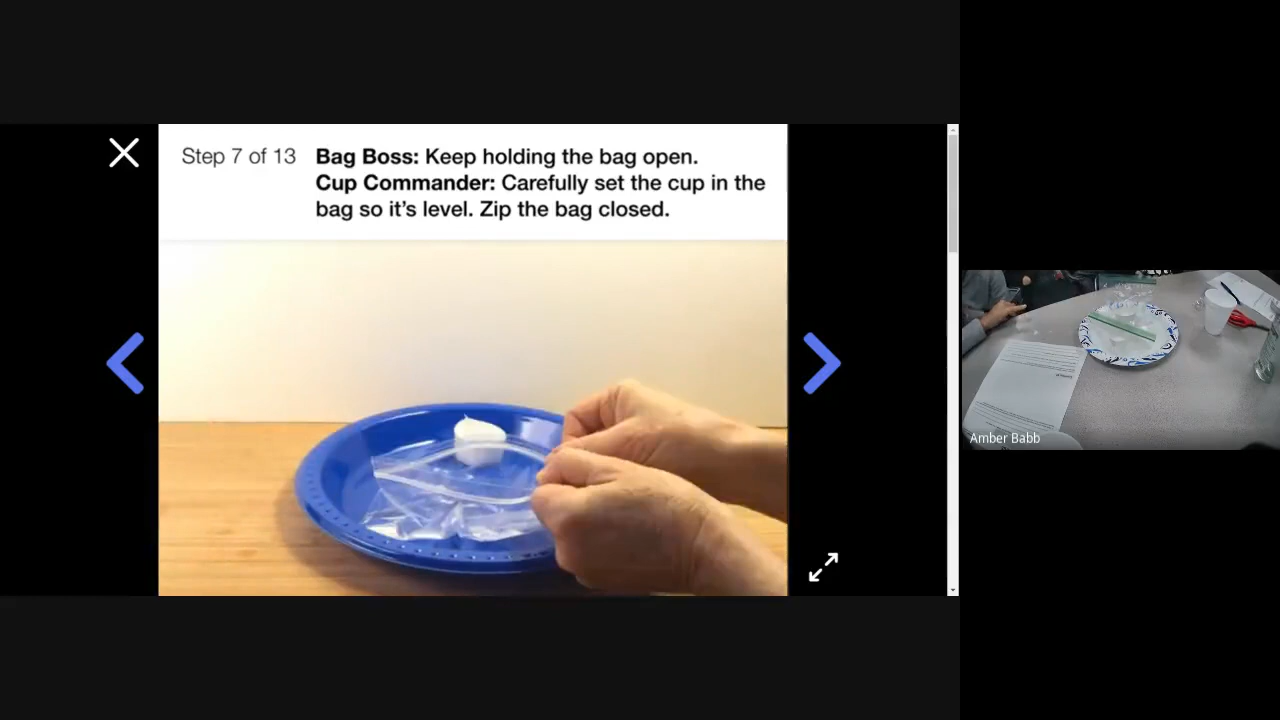 Step 7 of 13
Bag Boss: Keep holding the bag open.
Cup Commander: Carefully set the cup in the
bag so it's level. Zip the bag closed.
Amber Babb